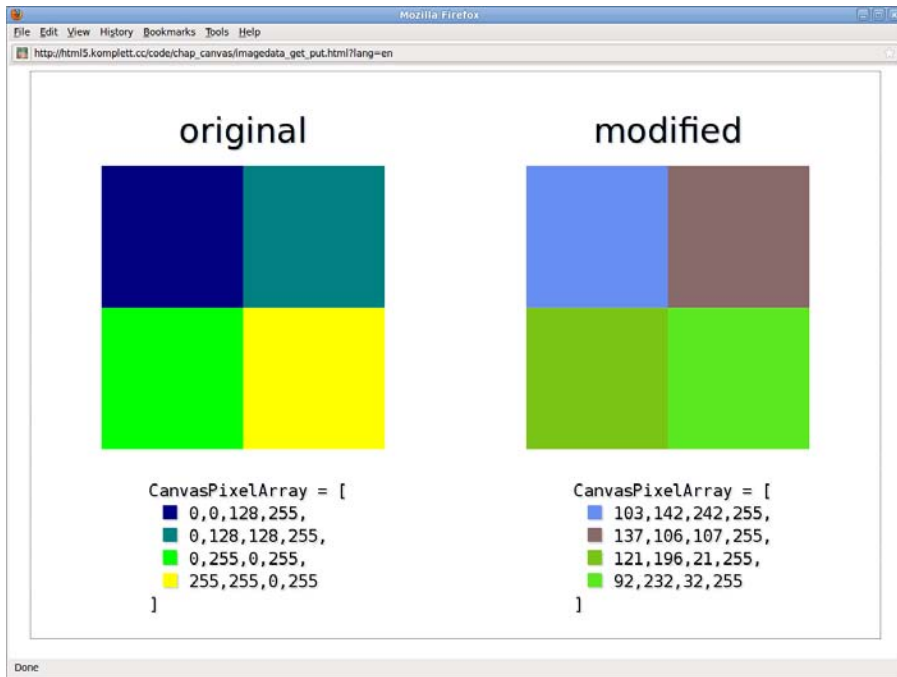 Mozilla Firefox
File Edit View History Bookmarks Tools Help
http://html5.komplett.cc/code/chap_canvas/imagedata_get_put.html?lang=en
original
modified
CanvasPixelArray = [
0,0,128,255,
0,128,128,255,
0,255,0,255,
255,255,0,255
]
CanvasPixelArray = [
103,142,242,255,
137,106,107,255,
121,196,21,255,
92,232,32,255
]
Done